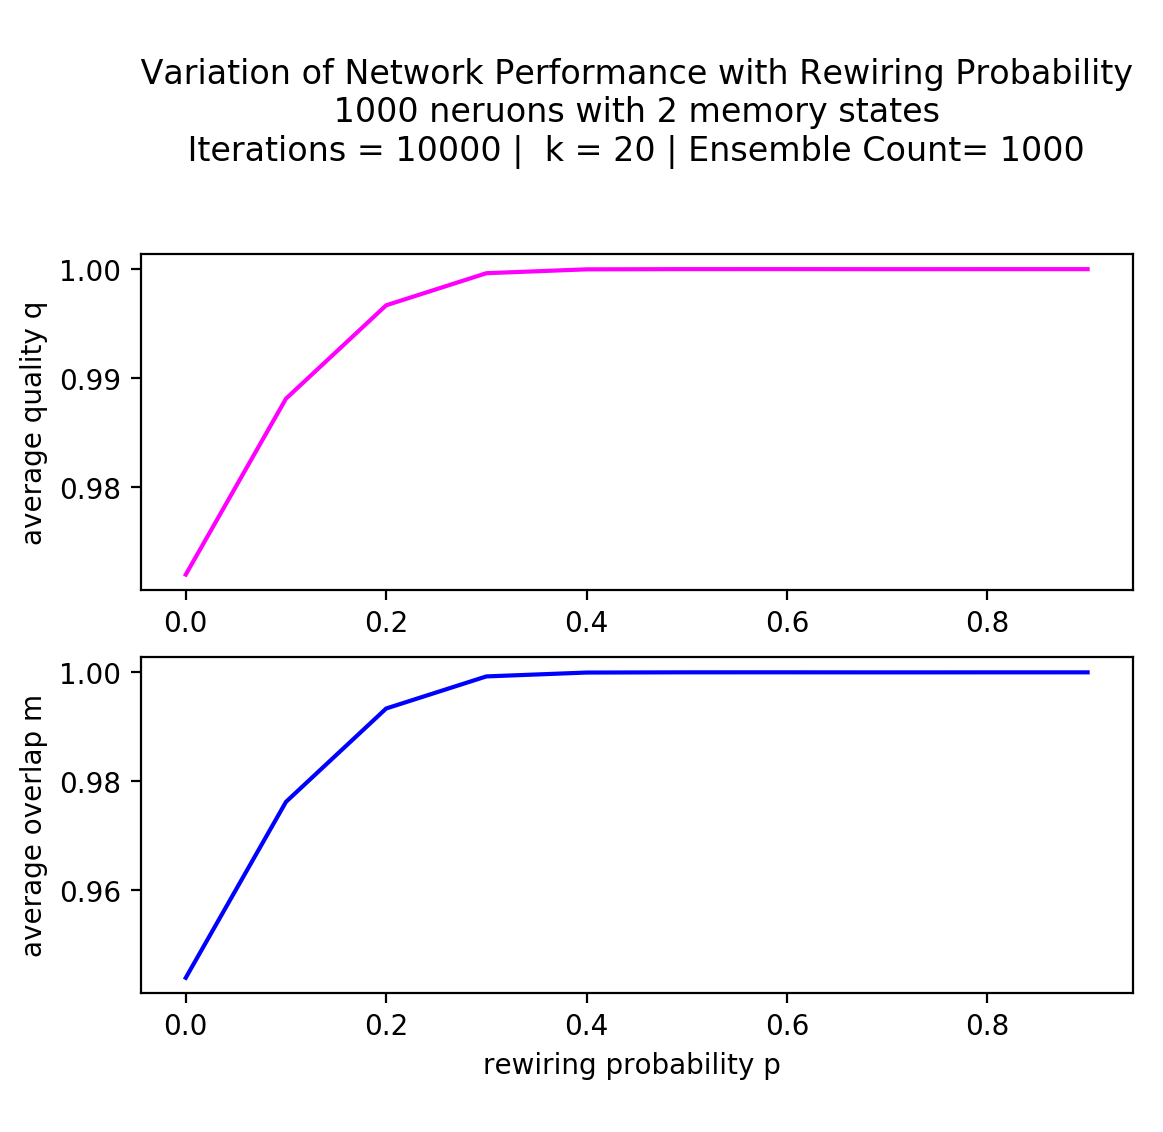 Variation of Network Performance with Rewiring Probability
1000 neruons with 2 memory states
Iterations = 10000 |  k = 20 | Ensemble Count= 1000
average quality q
1.00
0.99
0.98
0.0 0.2 0.4 0.6 0.8
average overlap m
1.00
0.98
0.96
0.0 0.2 0.4 0.6 0.8
rewiring probability p